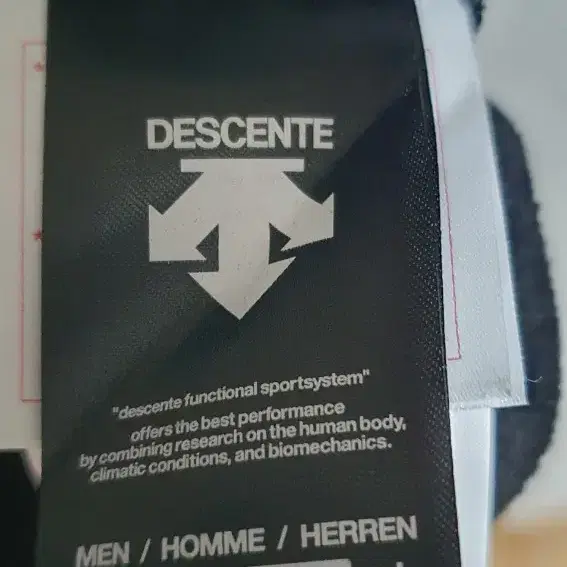 DESCENTE
"descente functional sportsystem"
offers the best performance
by combining research on the human body,
climatic conditions, and biomechanics.
MEN / HOMME / HERREN